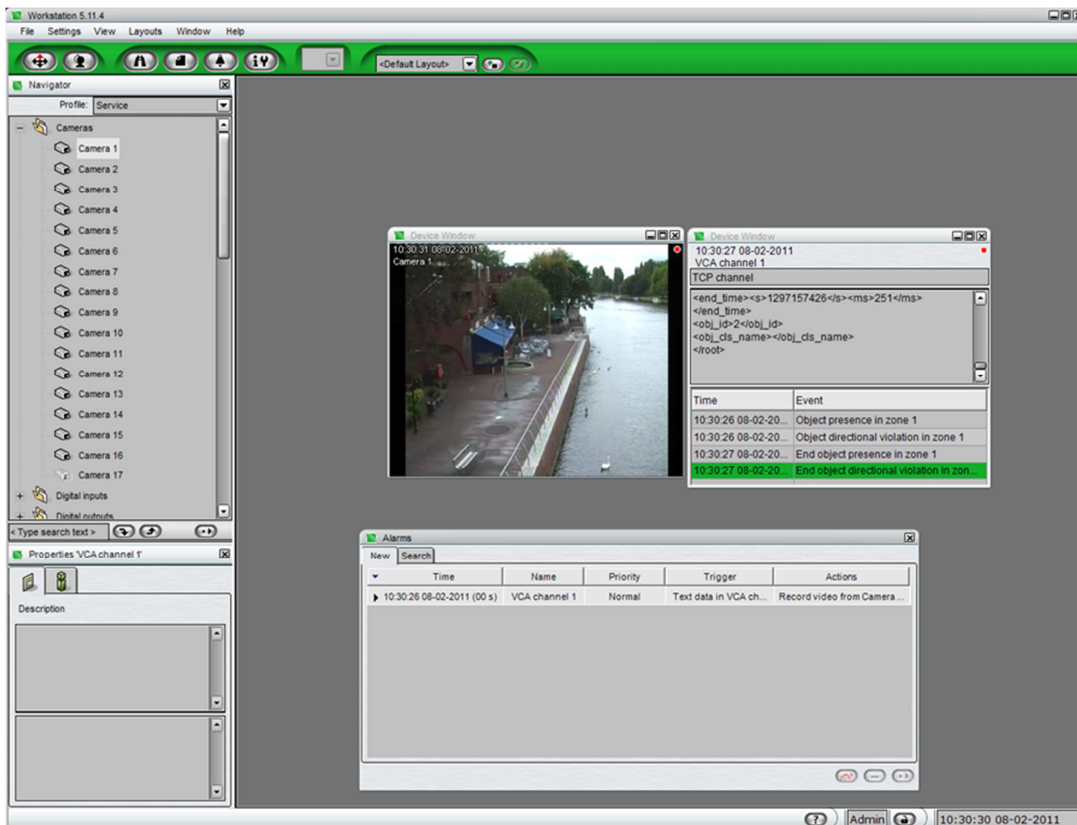 Workstation 5.11.4
File Settings View Layouts Window Help
<Default Layout>
Navigator
Profile: Service
Cameras
Camera 1
Camera 2
Camera 3
Camera 4
Camera 5
Camera 6
Camera 7
Camera 8
Camera 9
Camera 10
Camera 11
Camera 12
Camera 13
Camera 14
Camera 15
Camera 16
Camera 17
Digital inputs
Digital outputs
< Type search text >
Properties 'VCA channel 1'
Description
Device Window
10:30:31 08-02-2011
Camera 1
Device Window
10:30:27 08-02-2011
VCA channel 1
TCP channel
<end_time><s>1297157426</s><ms>251</ms>
</end_time>
<obj_id>2</obj_id>
<obj_cls_name></obj_cls_name>
</root>
Time Event
10:30:26 08-02-20... Object presence in zone 1
10:30:26 08-02-20... Object directional violation in zone 1
10:30:27 08-02-20... End object presence in zone 1
10:30:27 08-02-20... End object directional violation in zon...
Alarms
New Search
Time Name Priority Trigger Actions
10:30:26 08-02-2011 (00 s) VCA channel 1 Normal Text data in VCA ch... Record video from Camera ...
Admin 10:30:30 08-02-2011